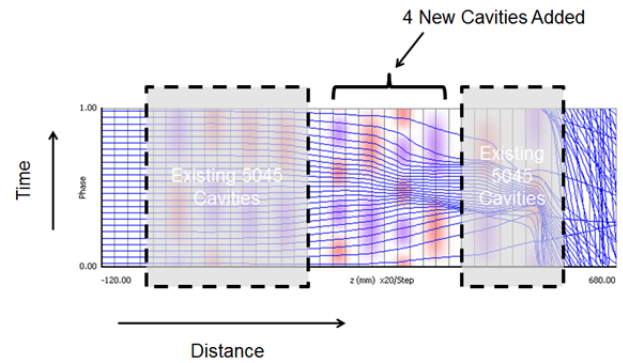 4 New Cavities Added
Time
Phase
1.00
0.00
Existing 5045
Cavities
Existing
5045
Cavities
-120.00
z (mm) x20/Step
680.00
Distance